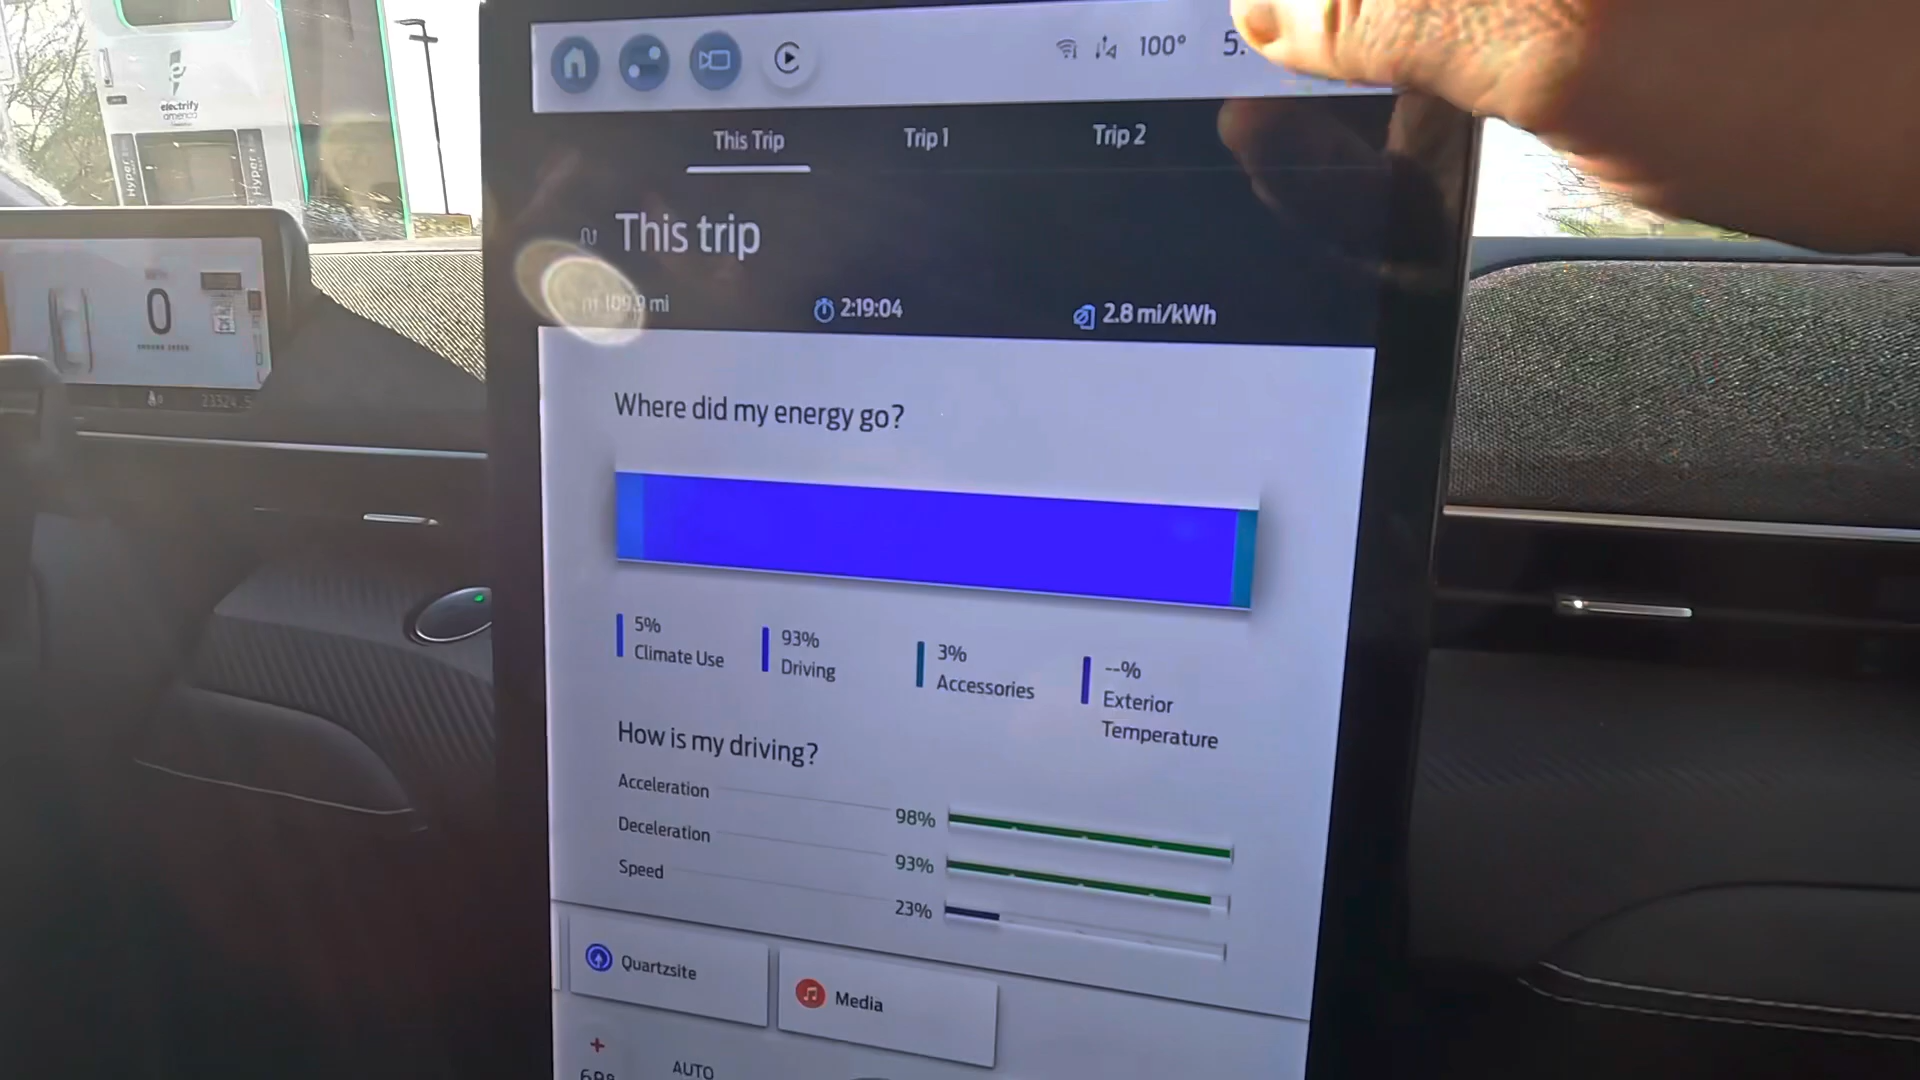 100°
This Trip
Trip 1
Trip 2
This trip
109.9 mi
2:19:04
2.8 mi/kWh
Where did my energy go?
5%
Climate Use
93%
Driving
3%
Accessories
--%
Exterior
Temperature
How is my driving?
Acceleration
98%
Deceleration
93%
Speed
23%
Quartzsite
Media
AUTO
electrify
america
Hyper
Hyper
0